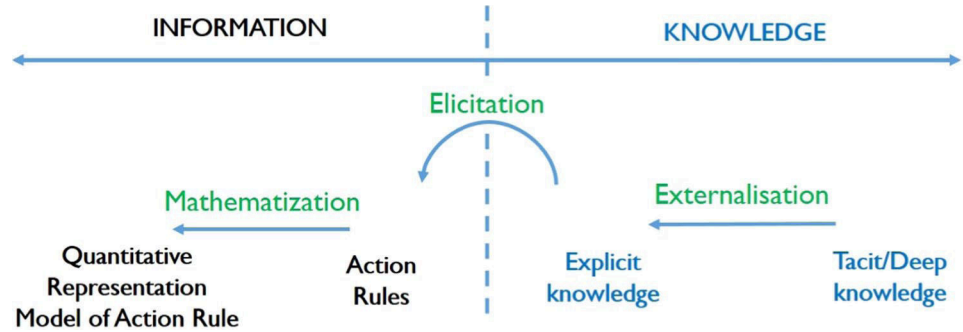 INFORMATION
KNOWLEDGE
Elicitation
Mathematization
Externalisation
Quantitative
Representation
Model of Action Rule
Action
Rules
Explicit
knowledge
Tacit/Deep
knowledge